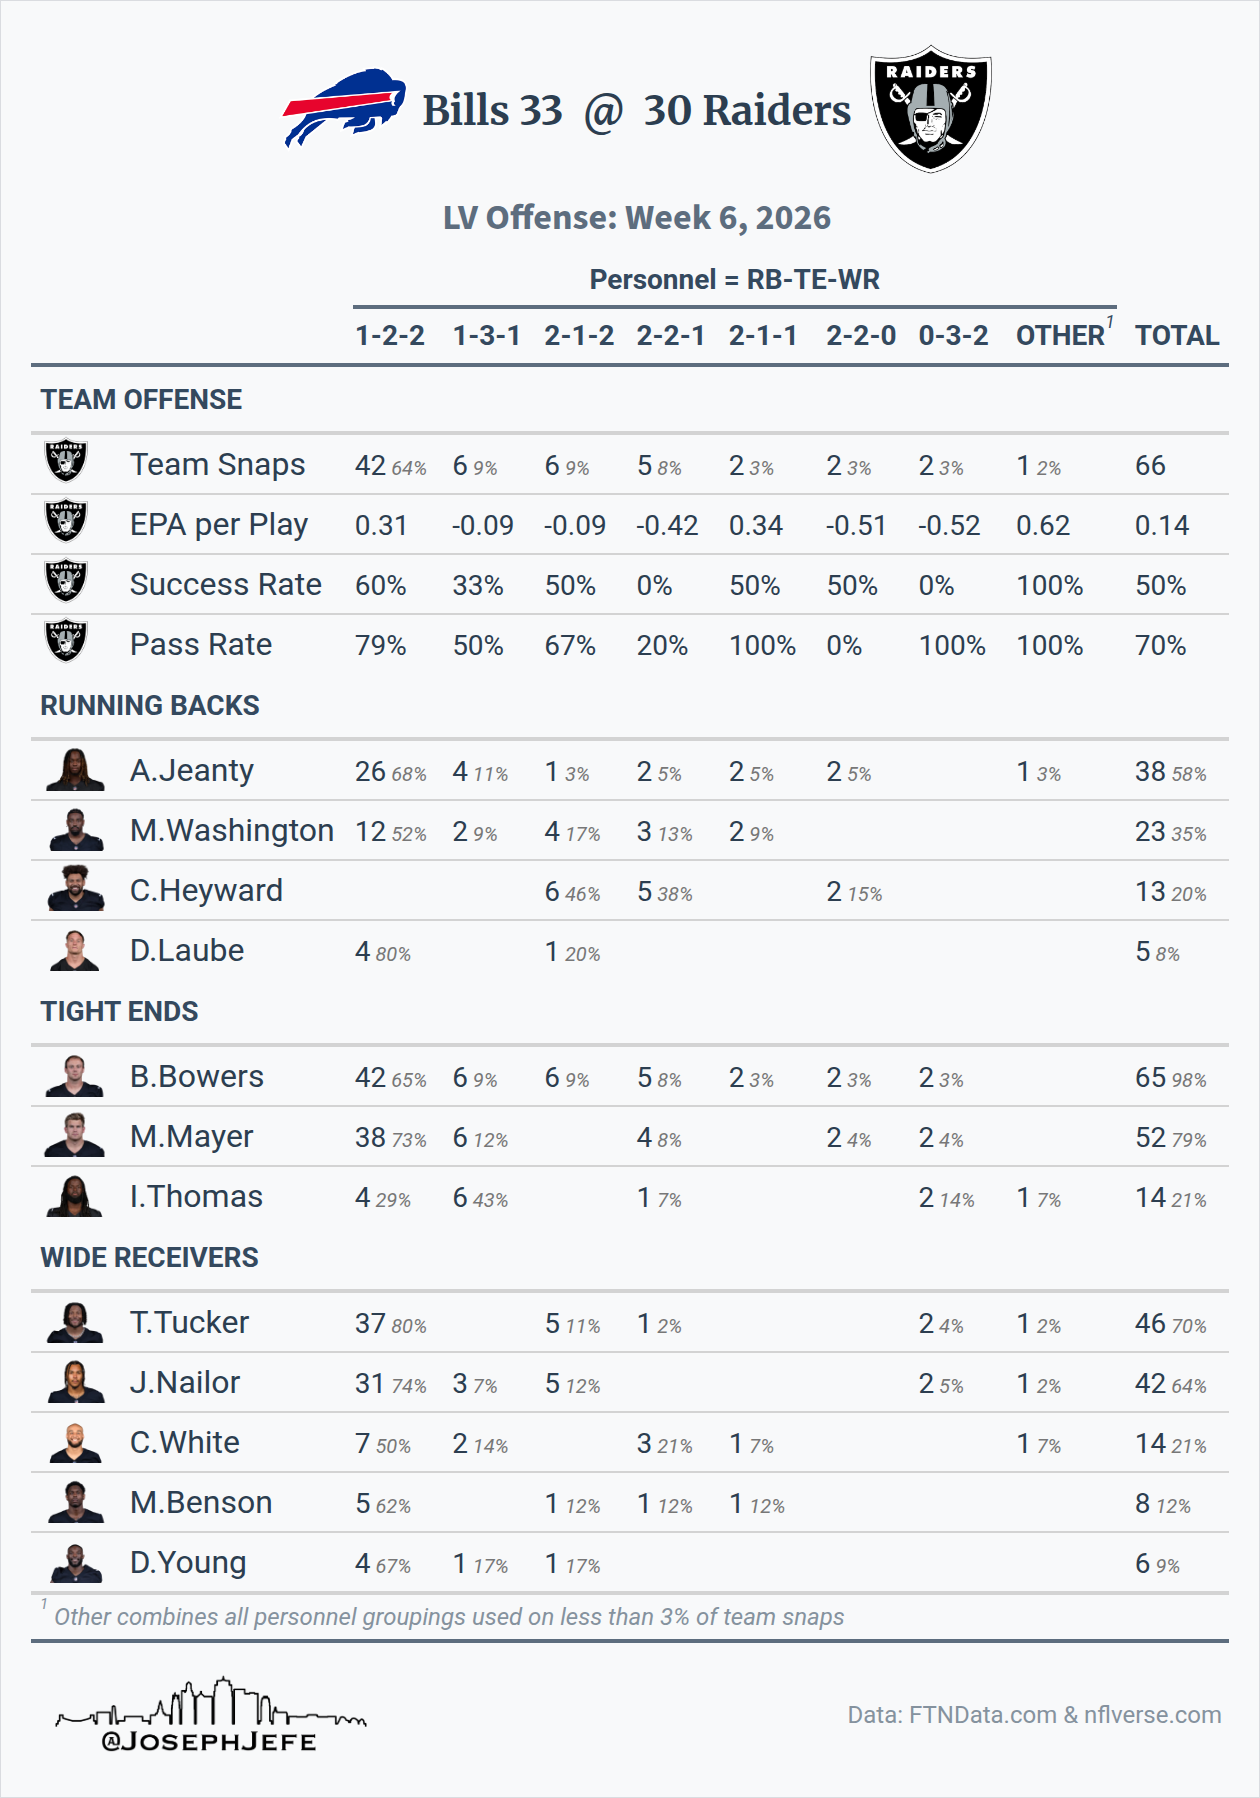 Bills 33 @ 30 Raiders
RAIDERS
LV Offense: Week 6, 2026
Personnel = RB-TE-WR
1-2-2 1-3-1 2-1-2 2-2-1 2-1-1 2-2-0 0-3-2 OTHER1 TOTAL
TEAM OFFENSE
RAIDERS Team Snaps 42 64% 6 9% 6 9% 5 8% 2 3% 2 3% 2 3% 1 2% 66
RAIDERS EPA per Play 0.31 -0.09 -0.09 -0.42 0.34 -0.51 -0.52 0.62 0.14
RAIDERS Success Rate 60% 33% 50% 0% 50% 50% 0% 100% 50%
RAIDERS Pass Rate 79% 50% 67% 20% 100% 0% 100% 100% 70%
RUNNING BACKS
A.Jeanty 26 68% 4 11% 1 3% 2 5% 2 5% 2 5% 1 3% 38 58%
M.Washington 12 52% 2 9% 4 17% 3 13% 2 9% 23 35%
C.Heyward 6 46% 5 38% 2 15% 13 20%
D.Laube 4 80% 1 20% 5 8%
TIGHT ENDS
B.Bowers 42 65% 6 9% 6 9% 5 8% 2 3% 2 3% 2 3% 65 98%
M.Mayer 38 73% 6 12% 4 8% 2 4% 2 4% 52 79%
I.Thomas 4 29% 6 43% 1 7% 2 14% 1 7% 14 21%
WIDE RECEIVERS
T.Tucker 37 80% 5 11% 1 2% 2 4% 1 2% 46 70%
J.Nailor 31 74% 3 7% 5 12% 2 5% 1 2% 42 64%
C.White 7 50% 2 14% 3 21% 1 7% 1 7% 14 21%
M.Benson 5 62% 1 12% 1 12% 1 12% 8 12%
D.Young 4 67% 1 17% 1 17% 6 9%
1 Other combines all personnel groupings used on less than 3% of team snaps
@JOSEPHJEFE
Data: FTNData.com & nflverse.com